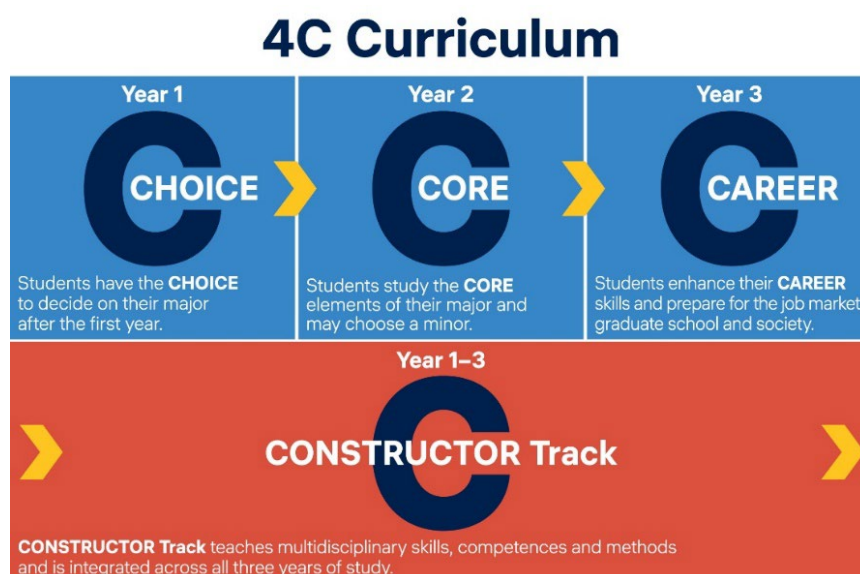 4C Curriculum
Year 1
CHOICE
Students have the CHOICE
to decide on their major
after the first year.
Year 2
CORE
Students study the CORE
elements of their major and
may choose a minor.
Year 3
CAREER
Students enhance their CAREER
skills and prepare for the job market
graduate school and society.
Year 1–3
CONSTRUCTOR Track
CONSTRUCTOR Track teaches multidisciplinary skills, competences and methods
and is integrated across all three years of study.